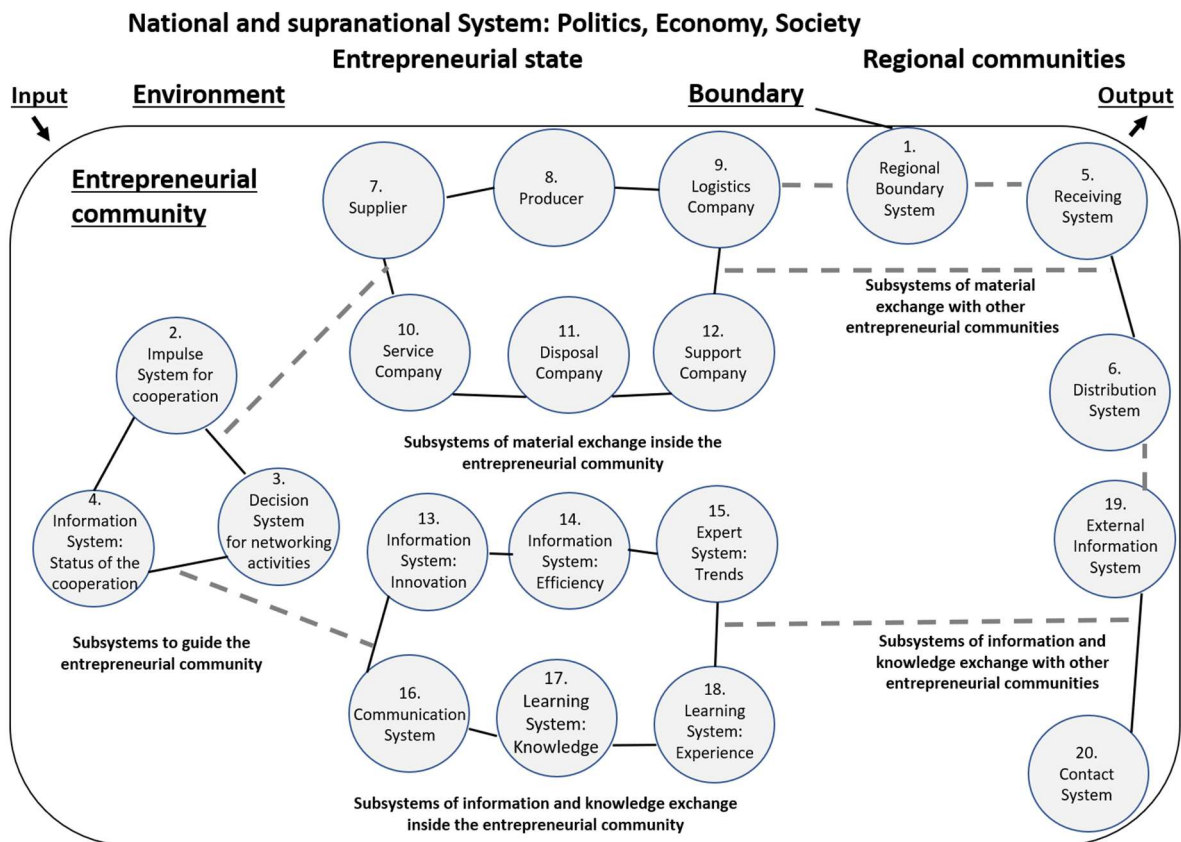 National and supranational System: Politics, Economy, Society
Entrepreneurial state
Regional communities
Input
Environment
Boundary
Output
Entrepreneurial
community
7.
Supplier
8.
Producer
9.
Logistics
Company
1.
Regional
Boundary
System
5.
Receiving
System
Subsystems of material
exchange with other
entrepreneurial communities
2.
Impulse
System for
cooperation
10.
Service
Company
11.
Disposal
Company
12.
Support
Company
6.
Distribution
System
Subsystems of material exchange inside the
entrepreneurial community
4.
Information
System:
Status of the
cooperation
3.
Decision
System
for networking
activities
13.
Information
System:
Innovation
14.
Information
System:
Efficiency
15.
Expert
System:
Trends
19.
External
Information
System
Subsystems to guide the
entrepreneurial community
Subsystems of information and
knowledge exchange with other
entrepreneurial communities
16.
Communication
System
17.
Learning
System:
Knowledge
18.
Learning
System:
Experience
20.
Contact
System
Subsystems of information and knowledge exchange
inside the entrepreneurial community